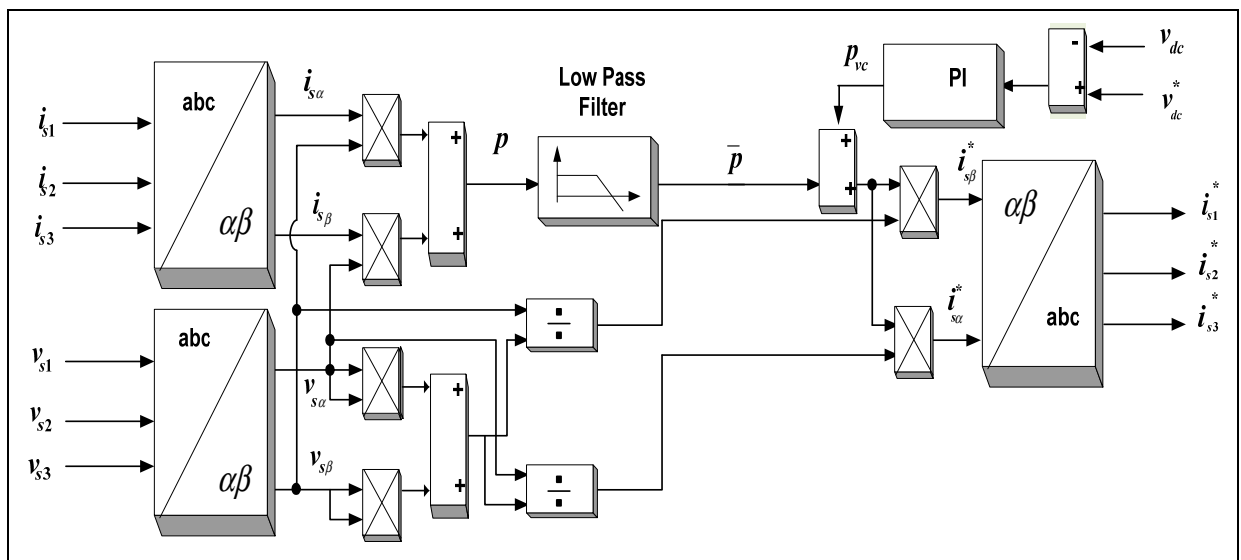 abc
αβ
i_s1
i_s2
i_s3
i_sα
i_sβ
+
+
p
Low Pass
Filter
p̄
p_vc
PI
-
+
v_dc
v*_dc
+
+
i*_sβ
i*_sα
αβ
abc
i*_s1
i*_s2
i*_s3
abc
αβ
v_s1
v_s2
v_s3
v_sα
v_sβ
+
+
÷
÷